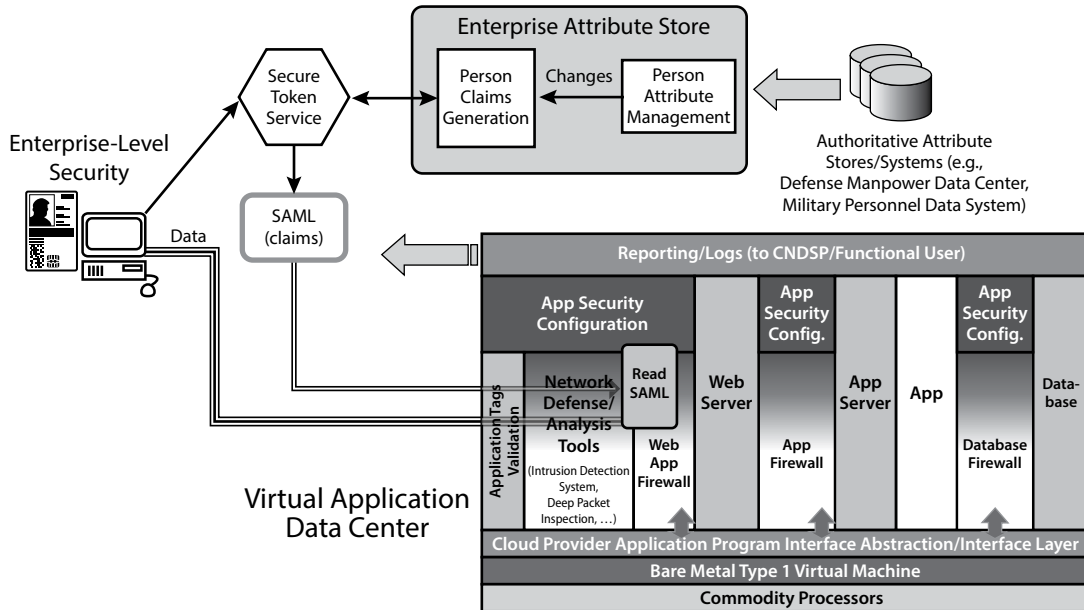 Enterprise Attribute Store
Secure
Token
Service
Person
Claims
Generation
Changes
Person
Attribute
Management
Authoritative Attribute
Stores/Systems (e.g.,
Defense Manpower Data Center,
Military Personnel Data System)
Enterprise-Level
Security
Data
SAML
(claims)
Reporting/Logs (to CNDSP/Functional User)
App Security
Configuration
App
Security
Config.
App
Security
Config.
Application Tags
Validation
Network
Defense/
Analysis
Tools
(Intrusion Detection
System,
Deep Packet
Inspection, …)
Read
SAML
Web
App
Firewall
Web
Server
App
Firewall
App
Server
App
Database
Firewall
Data-
base
Virtual Application
Data Center
Cloud Provider Application Program Interface Abstraction/Interface Layer
Bare Metal Type 1 Virtual Machine
Commodity Processors